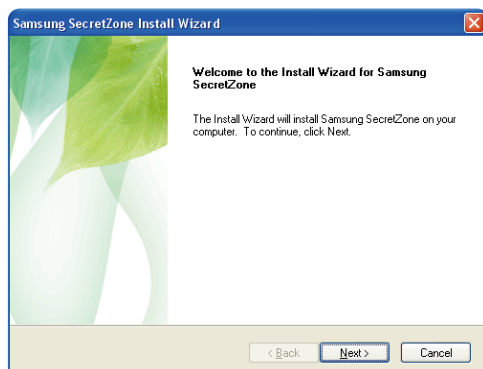 Samsung SecretZone Install Wizard
Welcome to the Install Wizard for Samsung
SecretZone
The Install Wizard will install Samsung SecretZone on your
computer. To continue, click Next.
< Back
Next >
Cancel